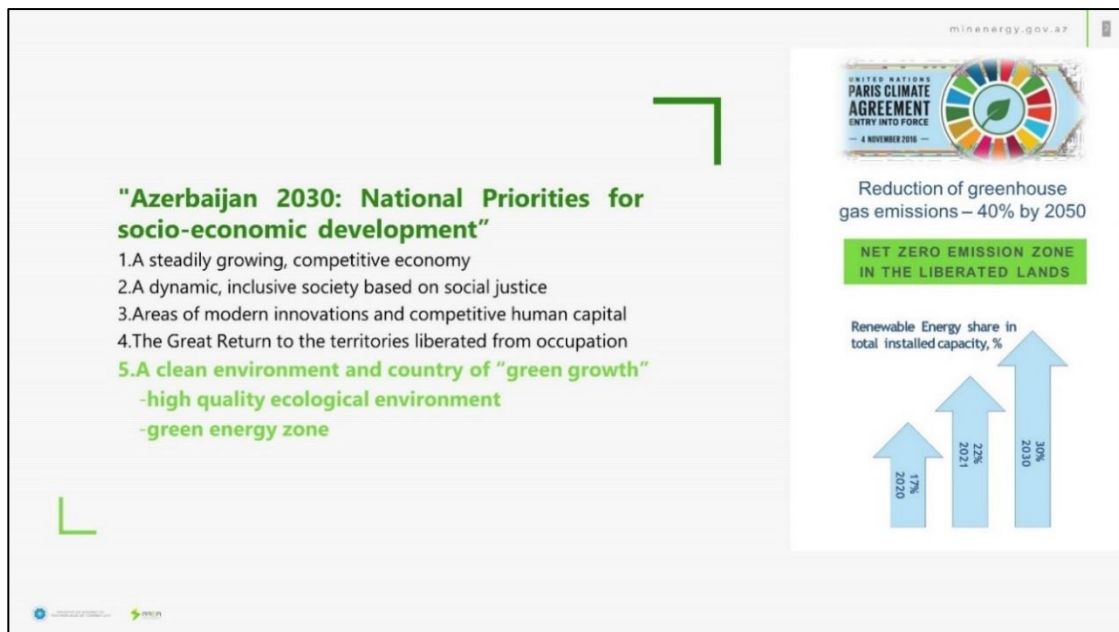 minenergy.gov.az
UNITED NATIONS
PARIS CLIMATE
AGREEMENT
ENTRY INTO FORCE
— 4 NOVEMBER 2016 —
"Azerbaijan 2030: National Priorities for
socio-economic development”
1.A steadily growing, competitive economy
2.A dynamic, inclusive society based on social justice
3.Areas of modern innovations and competitive human capital
4.The Great Return to the territories liberated from occupation
5.A clean environment and country of “green growth”
-high quality ecological environment
-green energy zone
Reduction of greenhouse
gas emissions – 40% by 2050
NET ZERO EMISSION ZONE
IN THE LIBERATED LANDS
Renewable Energy share in
total installed capacity, %
17%
2020
22%
2021
30%
2030